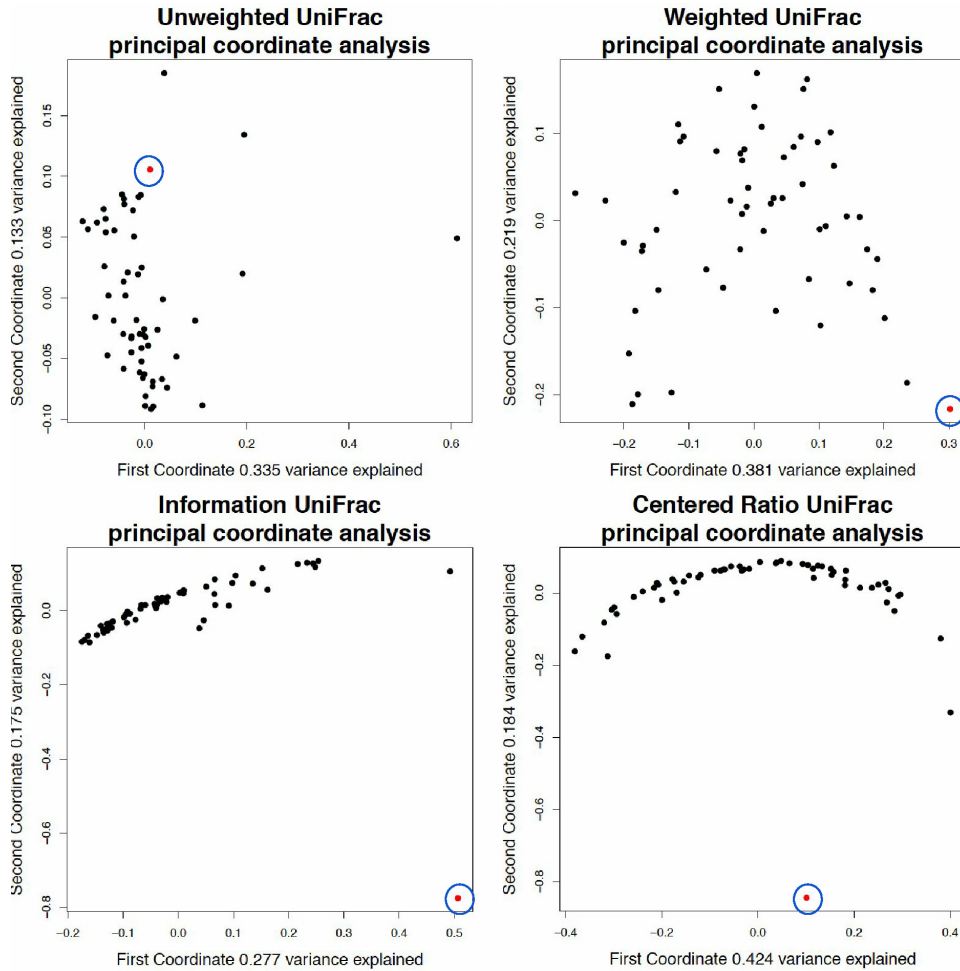 Unweighted UniFrac
principal coordinate analysis
Second Coordinate 0.133 variance explained
0.15
0.10
0.05
0.00
−0.05
−0.10
0.0
0.2
0.4
0.6
First Coordinate 0.335 variance explained
Weighted UniFrac
principal coordinate analysis
Second Coordinate 0.219 variance explained
0.1
0.0
−0.1
−0.2
−0.2
−0.1
0.0
0.1
0.2
0.3
First Coordinate 0.381 variance explained
Information UniFrac
principal coordinate analysis
Second Coordinate 0.175 variance explained
0.0
−0.2
−0.4
−0.6
−0.8
−0.2
−0.1
0.0
0.1
0.2
0.3
0.4
0.5
First Coordinate 0.277 variance explained
Centered Ratio UniFrac
principal coordinate analysis
Second Coordinate 0.184 variance explained
0.0
−0.2
−0.4
−0.6
−0.8
−0.4
−0.2
0.0
0.2
0.4
First Coordinate 0.424 variance explained